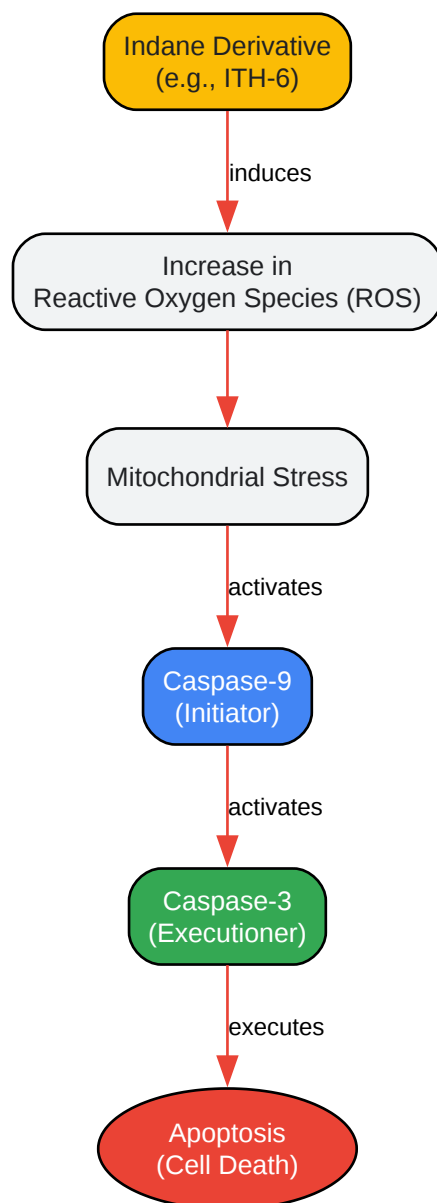 Indane Derivative
(e.g., ITH-6)
induces
Increase in
Reactive Oxygen Species (ROS)
Mitochondrial Stress
activates
Caspase-9
(Initiator)
activates
Caspase-3
(Executioner)
executes
Apoptosis
(Cell Death)